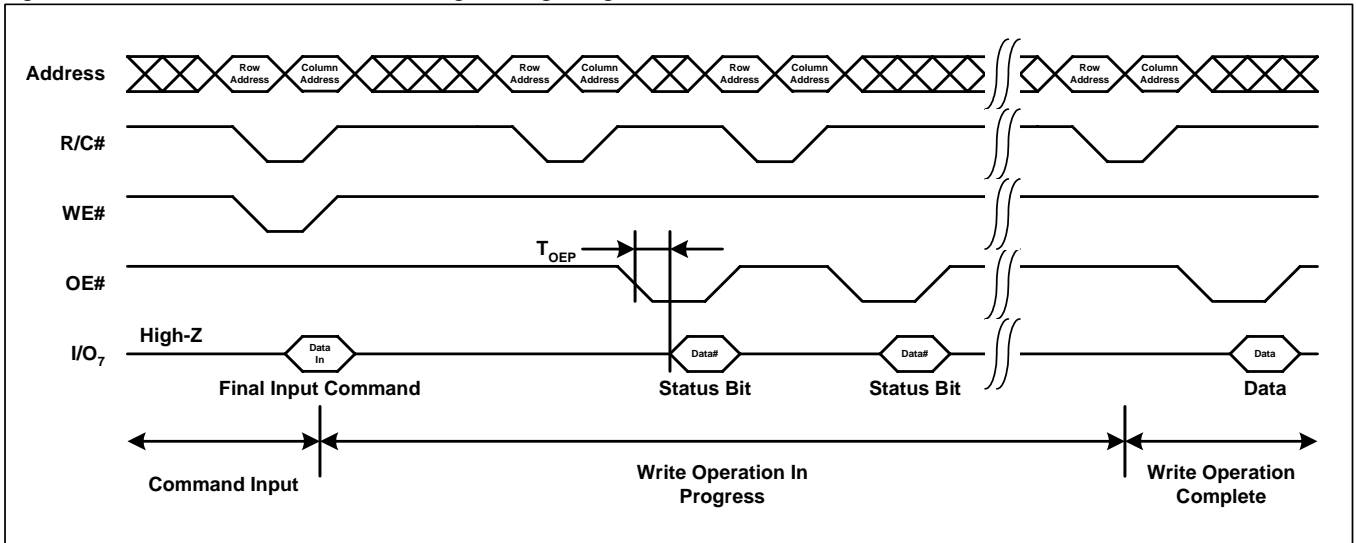 Address
Row
Address
Column
Address
Row
Address
Column
Address
Row
Address
Column
Address
Row
Address
Column
Address
R/C#
WE#
TOEP
OE#
High-Z
I/O7
Data
In
Data#
Data#
Data
Final Input Command
Status Bit
Status Bit
Data
Command Input
Write Operation In
Progress
Write Operation
Complete